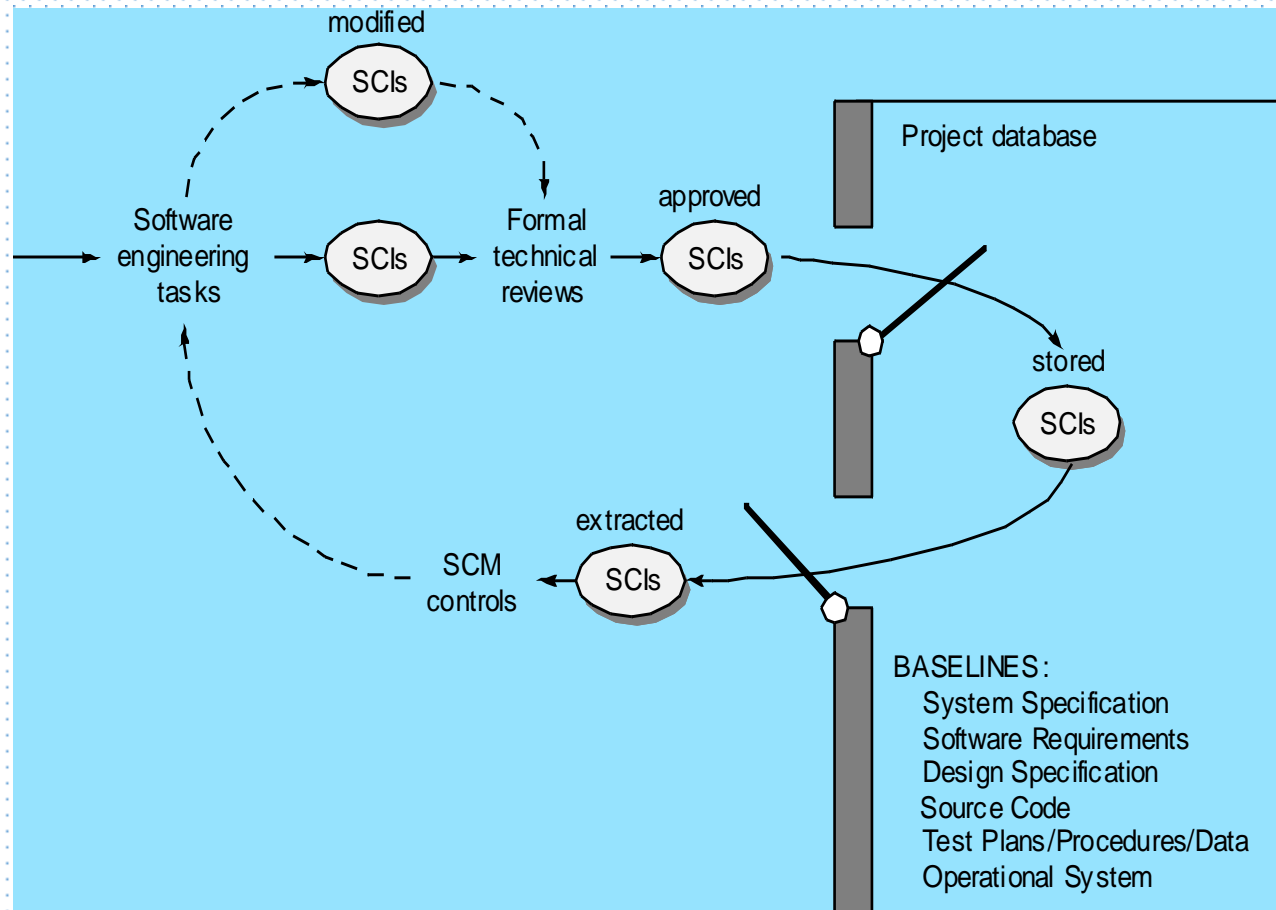 modified
SCIs
Project database
Software
engineering
tasks
SCIs
Formal
technical
reviews
approved
SCIs
stored
SCIs
extracted
SCIs
SCM
controls
BASELINES:
System Specification
Software Requirements
Design Specification
Source Code
Test Plans/Procedures/Data
Operational System